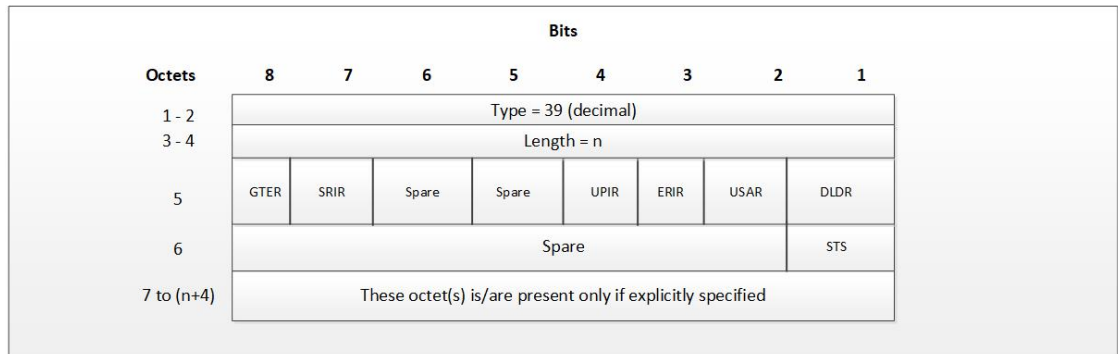 Bits
Octets 8 7 6 5 4 3 2 1
1 - 2 Type = 39 (decimal)
3 - 4 Length = n
5 GTER SRIR Spare Spare UPIR ERIR USAR DLDR
6 Spare STS
7 to (n+4) These octet(s) is/are present only if explicitly specified